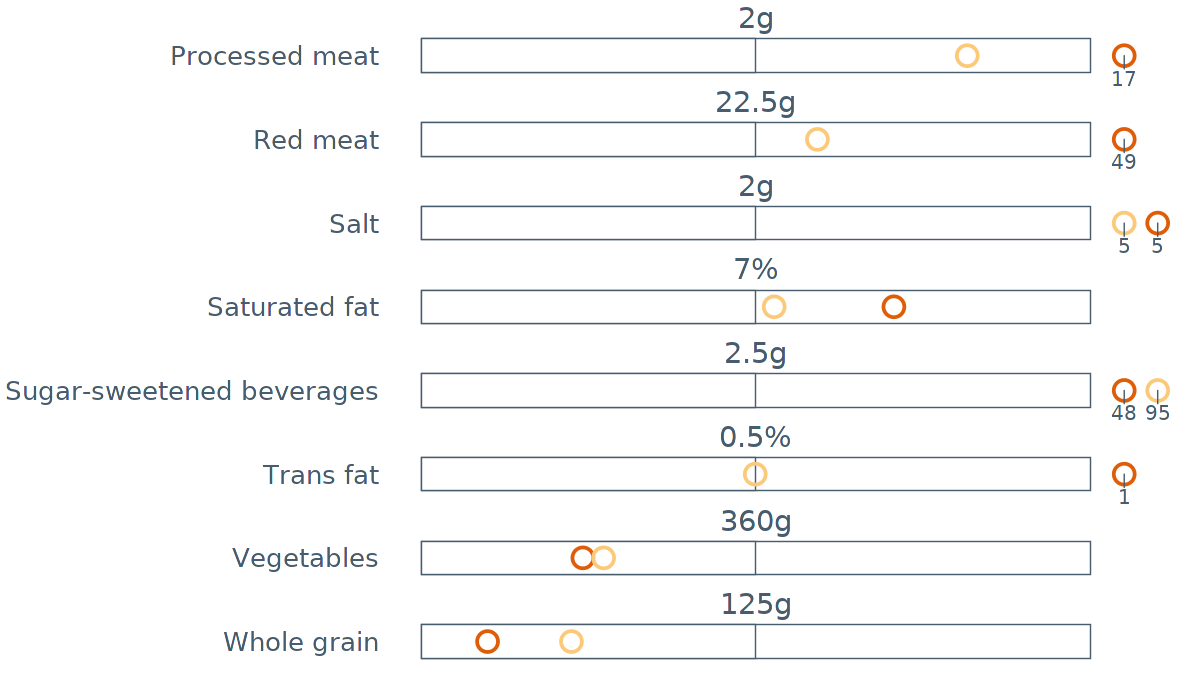 2g
Processed meat
17
22.5g
Red meat
49
2g
Salt
5 5
7%
Saturated fat
2.5g
Sugar-sweetened beverages
48 95
0.5%
Trans fat
1
360g
Vegetables
125g
Whole grain